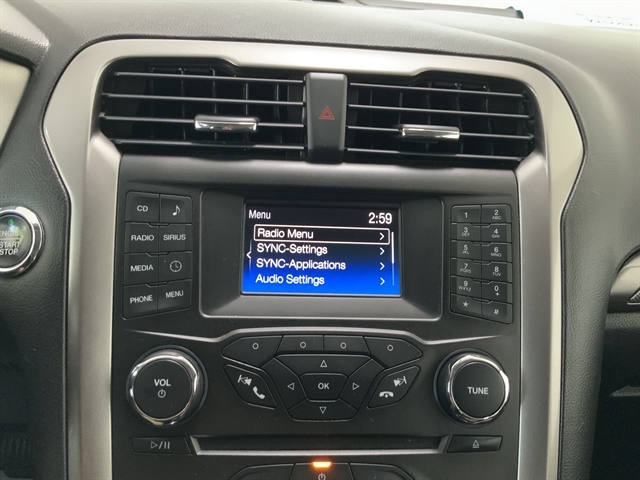 Menu 2:59
Radio Menu
SYNC-Settings
SYNC-Applications
Audio Settings
CD
RADIO SIRIUS
MEDIA
PHONE MENU
1 2 ABC
3 DEF 4 GHI
5 JKL 6 MNO
7 PQRS 8 TUV
9 WXYZ 0 +
* #
START
STOP
VOL
OK
TUNE